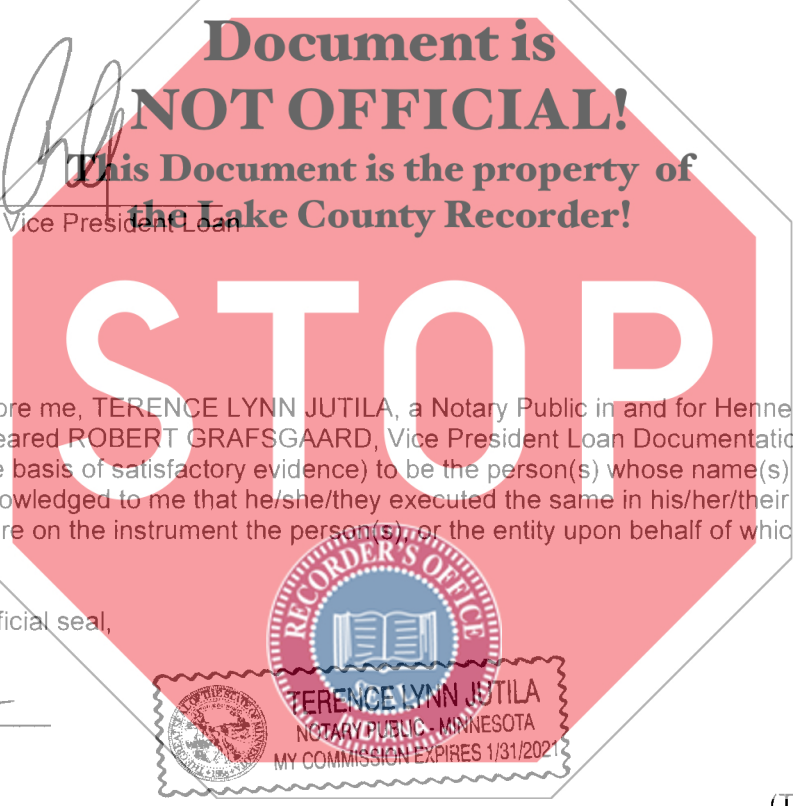 Document is
NOT OFFICIAL!
This Document is the property of
the Lake County Recorder!
Vice President Loan
STOP
ore me, TERENCE LYNN JUTILA, a Notary Public in and for Henne
eared ROBERT GRAFSGAARD, Vice President Loan Documentatio
e basis of satisfactory evidence) to be the person(s) whose name(s)
owledged to me that he/she/they executed the same in his/her/their
re on the instrument the person(s), or the entity upon behalf of whic
RECORDER'S OFFICE
ficial seal,
SEAL
INDIANA
TERENCE LYNN JUTILA
NOTARY PUBLIC - MINNESOTA
MY COMMISSION EXPIRES 1/31/2021
(T